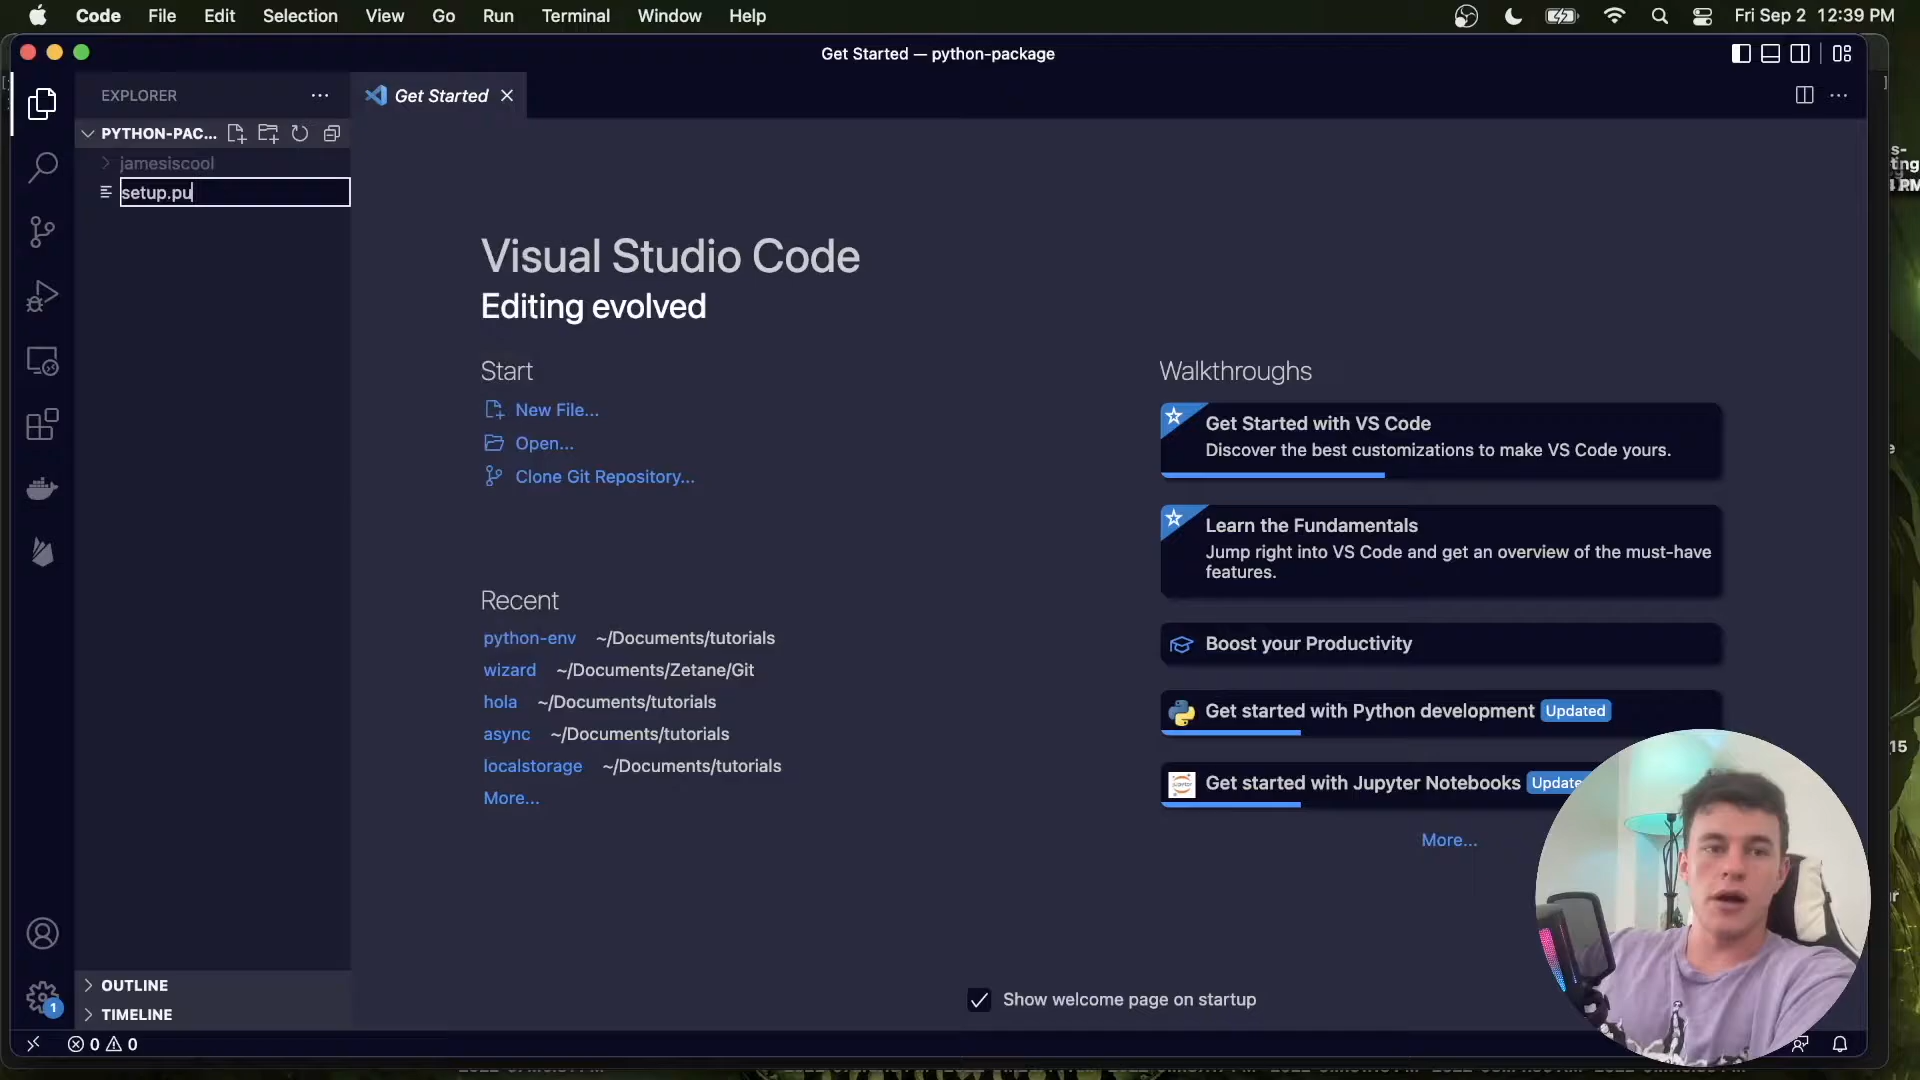 Code File Edit Selection View Go Run Terminal Window Help Fri Sep 2 12:39 PM
Get Started — python-package
EXPLORER
Get Started
PYTHON-PAC...
jamesiscool
setup.pu
Visual Studio Code
Editing evolved
Start
New File...
Open...
Clone Git Repository...
Recent
python-env ~/Documents/tutorials
wizard ~/Documents/Zetane/Git
hola ~/Documents/tutorials
async ~/Documents/tutorials
localstorage ~/Documents/tutorials
More...
Walkthroughs
Get Started with VS Code
Discover the best customizations to make VS Code yours.
Learn the Fundamentals
Jump right into VS Code and get an overview of the must-have
features.
Boost your Productivity
Get started with Python development Updated
Get started with Jupyter Notebooks
More...
Show welcome page on startup
OUTLINE
TIMELINE
1
0 0